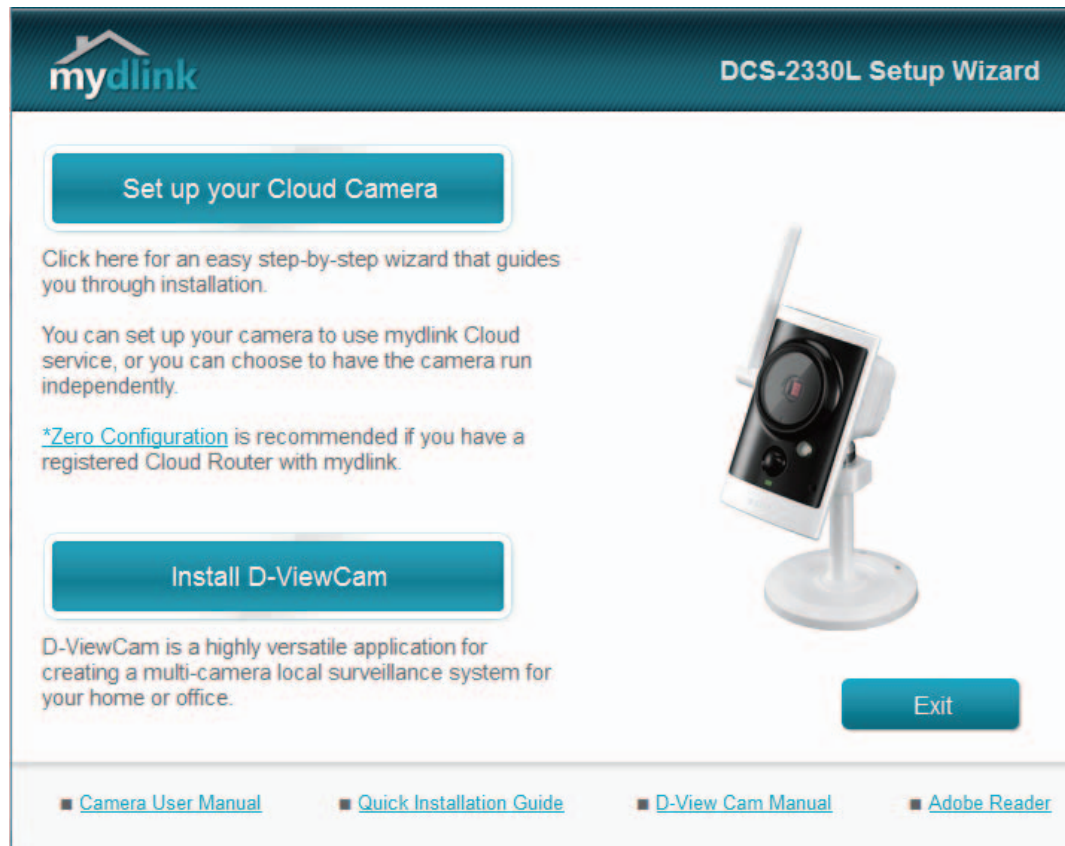 mydlink
DCS-2330L Setup Wizard
Set up your Cloud Camera
Click here for an easy step-by-step wizard that guides
you through installation.
You can set up your camera to use mydlink Cloud
service, or you can choose to have the camera run
independently.
*Zero Configuration is recommended if you have a
registered Cloud Router with mydlink.
Install D-ViewCam
D-ViewCam is a highly versatile application for
creating a multi-camera local surveillance system for
your home or office.
Exit
Camera User Manual
Quick Installation Guide
D-View Cam Manual
Adobe Reader